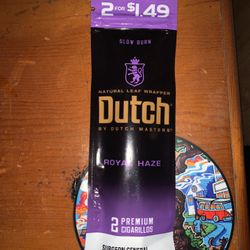 2 FOR $1.49
SLOW BURN
NATURAL LEAF WRAPPER
Dutch
BY DUTCH MASTERS
ROYAL HAZE
2 PREMIUM
CIGARILLOS
SURGEON GENERAL